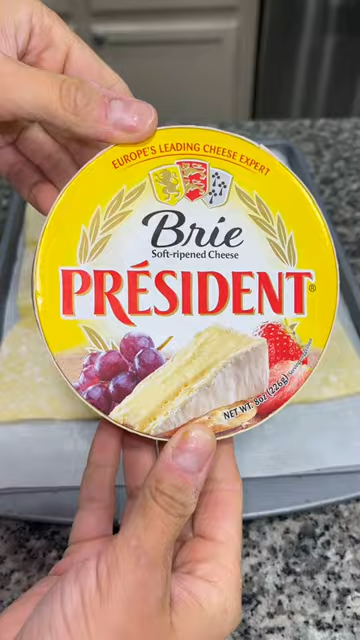 EUROPE'S LEADING CHEESE EXPERT
Brie
Soft-ripened Cheese
PRÉSIDENT®
NET WT. 8oz (226g)